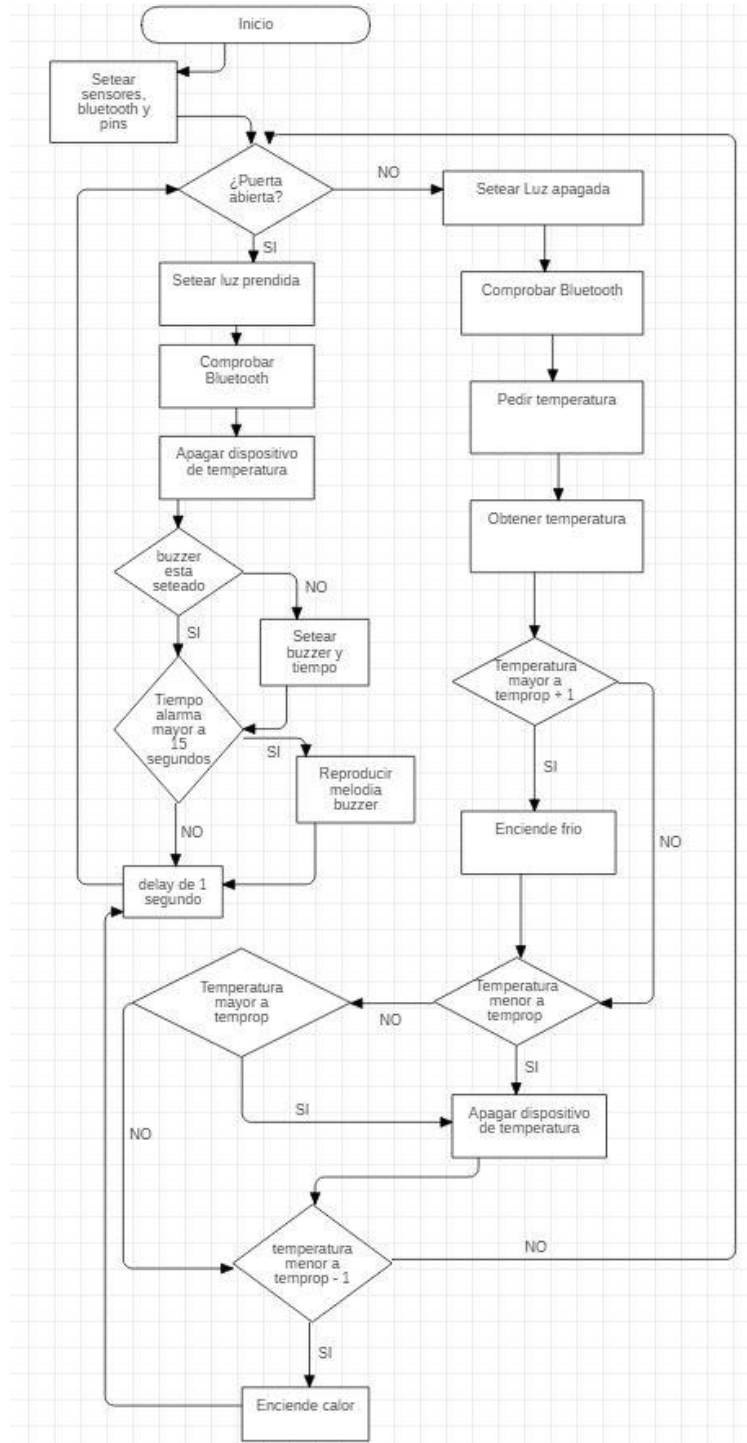 Inicio
Setear
sensores,
bluetooth y
pins
¿Puerta
abierta?
NO
Setear Luz apagada
SI
Setear luz prendida
Comprobar Bluetooth
Comprobar
Bluetooth
Pedir temperatura
Apagar dispositivo
de temperatura
Obtener temperatura
buzzer
esta
seteado
NO
SI
Setear
buzzer y
tiempo
Temperatura
mayor a
temprop + 1
Tiempo
alarma
mayor a
15
segundos
SI
Reproducir
melodia
buzzer
SI
NO
Enciende frio
NO
delay de 1
segundo
Temperatura
mayor a
temprop
NO
Temperatura
menor a
temprop
SI
SI
Apagar dispositivo
de temperatura
NO
temperatura
menor a
temprop - 1
NO
SI
Enciende calor